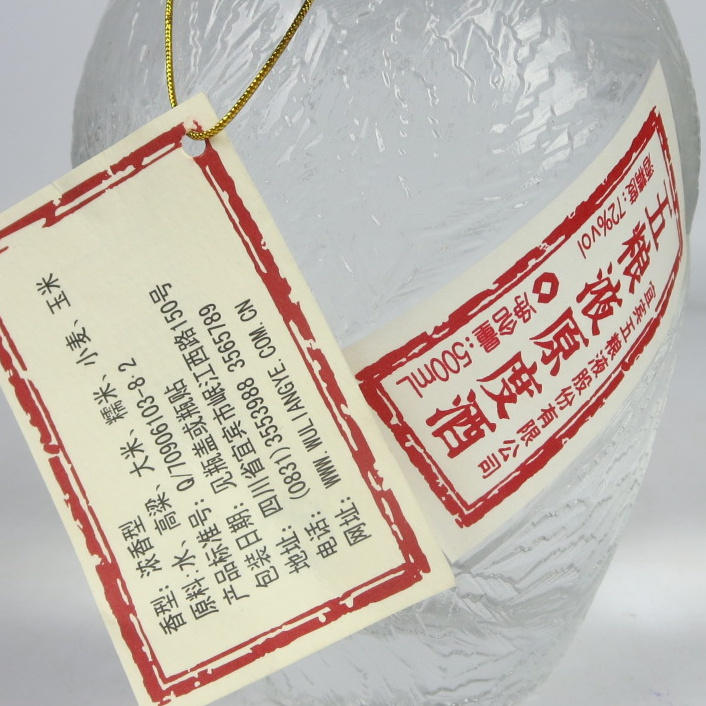 香型: 浓香型
原料: 水、高粱、大米、糯米、小麦、玉米
产品标准号: Q/70906103-8-2
包装日期: 见瓶盖或瓶贴
地址: 四川省宜宾市岷江西路150号
电话: (0831) 3553988 3565789
网址: WWW. WULIANGYE. COM. CN
酒精度:72%vol 净含量:500mL
五粮液原度酒
宜宾五粮液股份有限公司